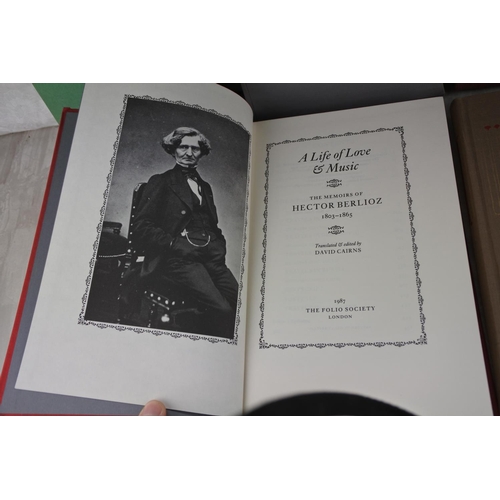 A Life of Love
& Music
THE MEMOIRS OF
HECTOR BERLIOZ
1803–1865
Translated & edited by
DAVID CAIRNS
1987
THE FOLIO SOCIETY
LONDON